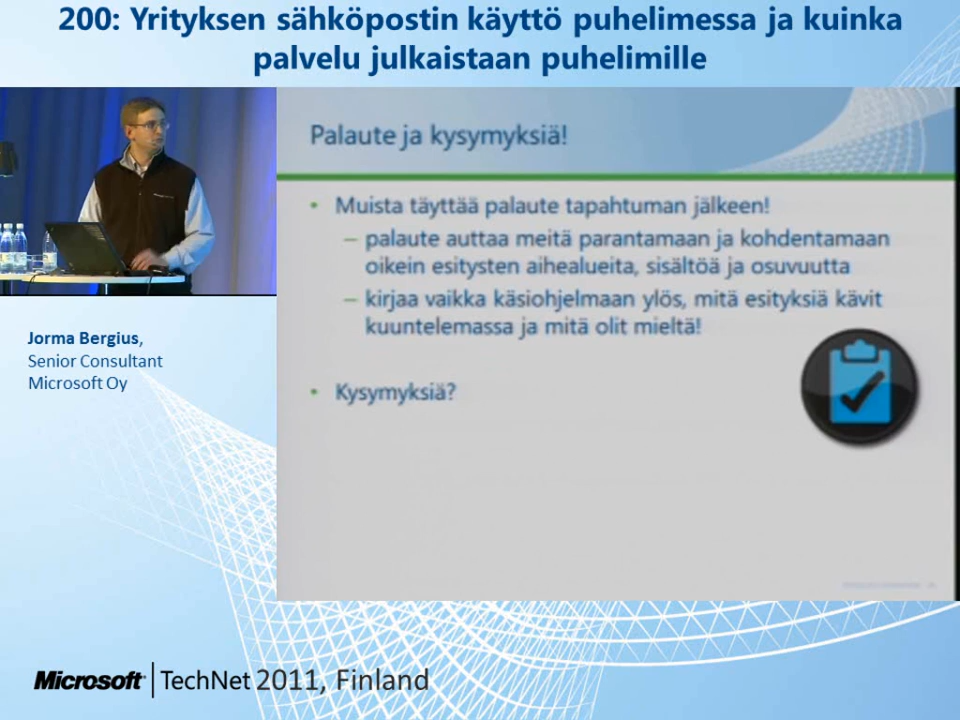 200: Yrityksen sähköpostin käyttö puhelimessa ja kuinka
palvelu julkaistaan puhelimille
Palaute ja kysymyksiä!
• Muista täyttää palaute tapahtuman jälkeen!
– palaute auttaa meitä parantamaan ja kohdentamaan
oikein esitysten aihealueita, sisältöä ja osuvuutta
– kirjaa vaikka käsiohjelmaan ylös, mitä esityksiä kävit
kuuntelemassa ja mitä olit mieltä!
• Kysymyksiä?
Jorma Bergius,
Senior Consultant
Microsoft Oy
Microsoft | TechNet 2011, Finland